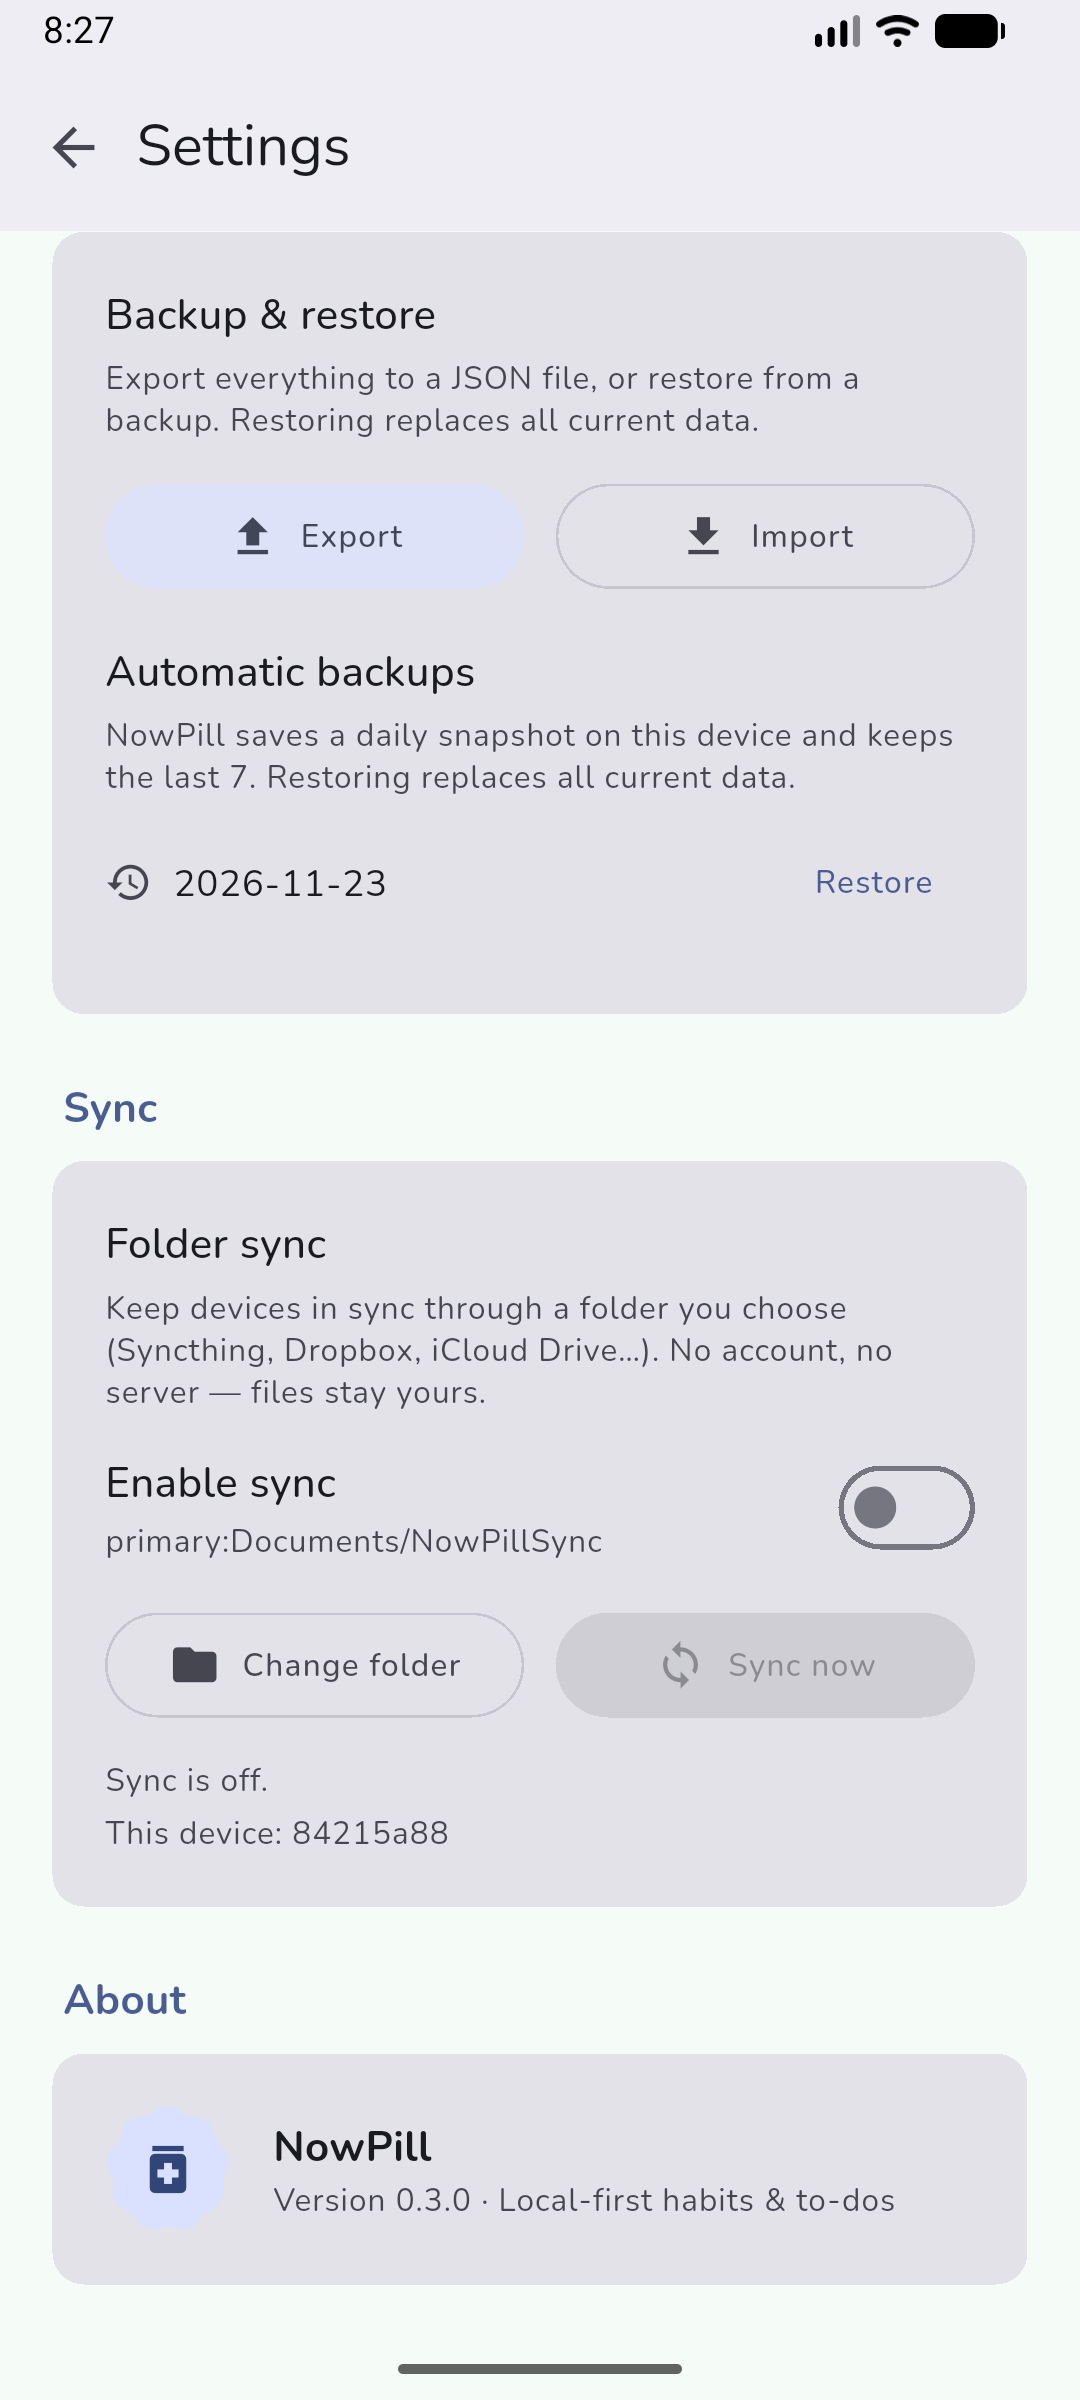 8:27
Settings
Backup & restore
Export everything to a JSON file, or restore from a
backup. Restoring replaces all current data.
Export
Import
Automatic backups
NowPill saves a daily snapshot on this device and keeps
the last 7. Restoring replaces all current data.
2026-11-23
Restore
Sync
Folder sync
Keep devices in sync through a folder you choose
(Syncthing, Dropbox, iCloud Drive…). No account, no
server — files stay yours.
Enable sync
primary:Documents/NowPillSync
Change folder
Sync now
Sync is off.
This device: 84215a88
About
NowPill
Version 0.3.0 · Local-first habits & to-dos